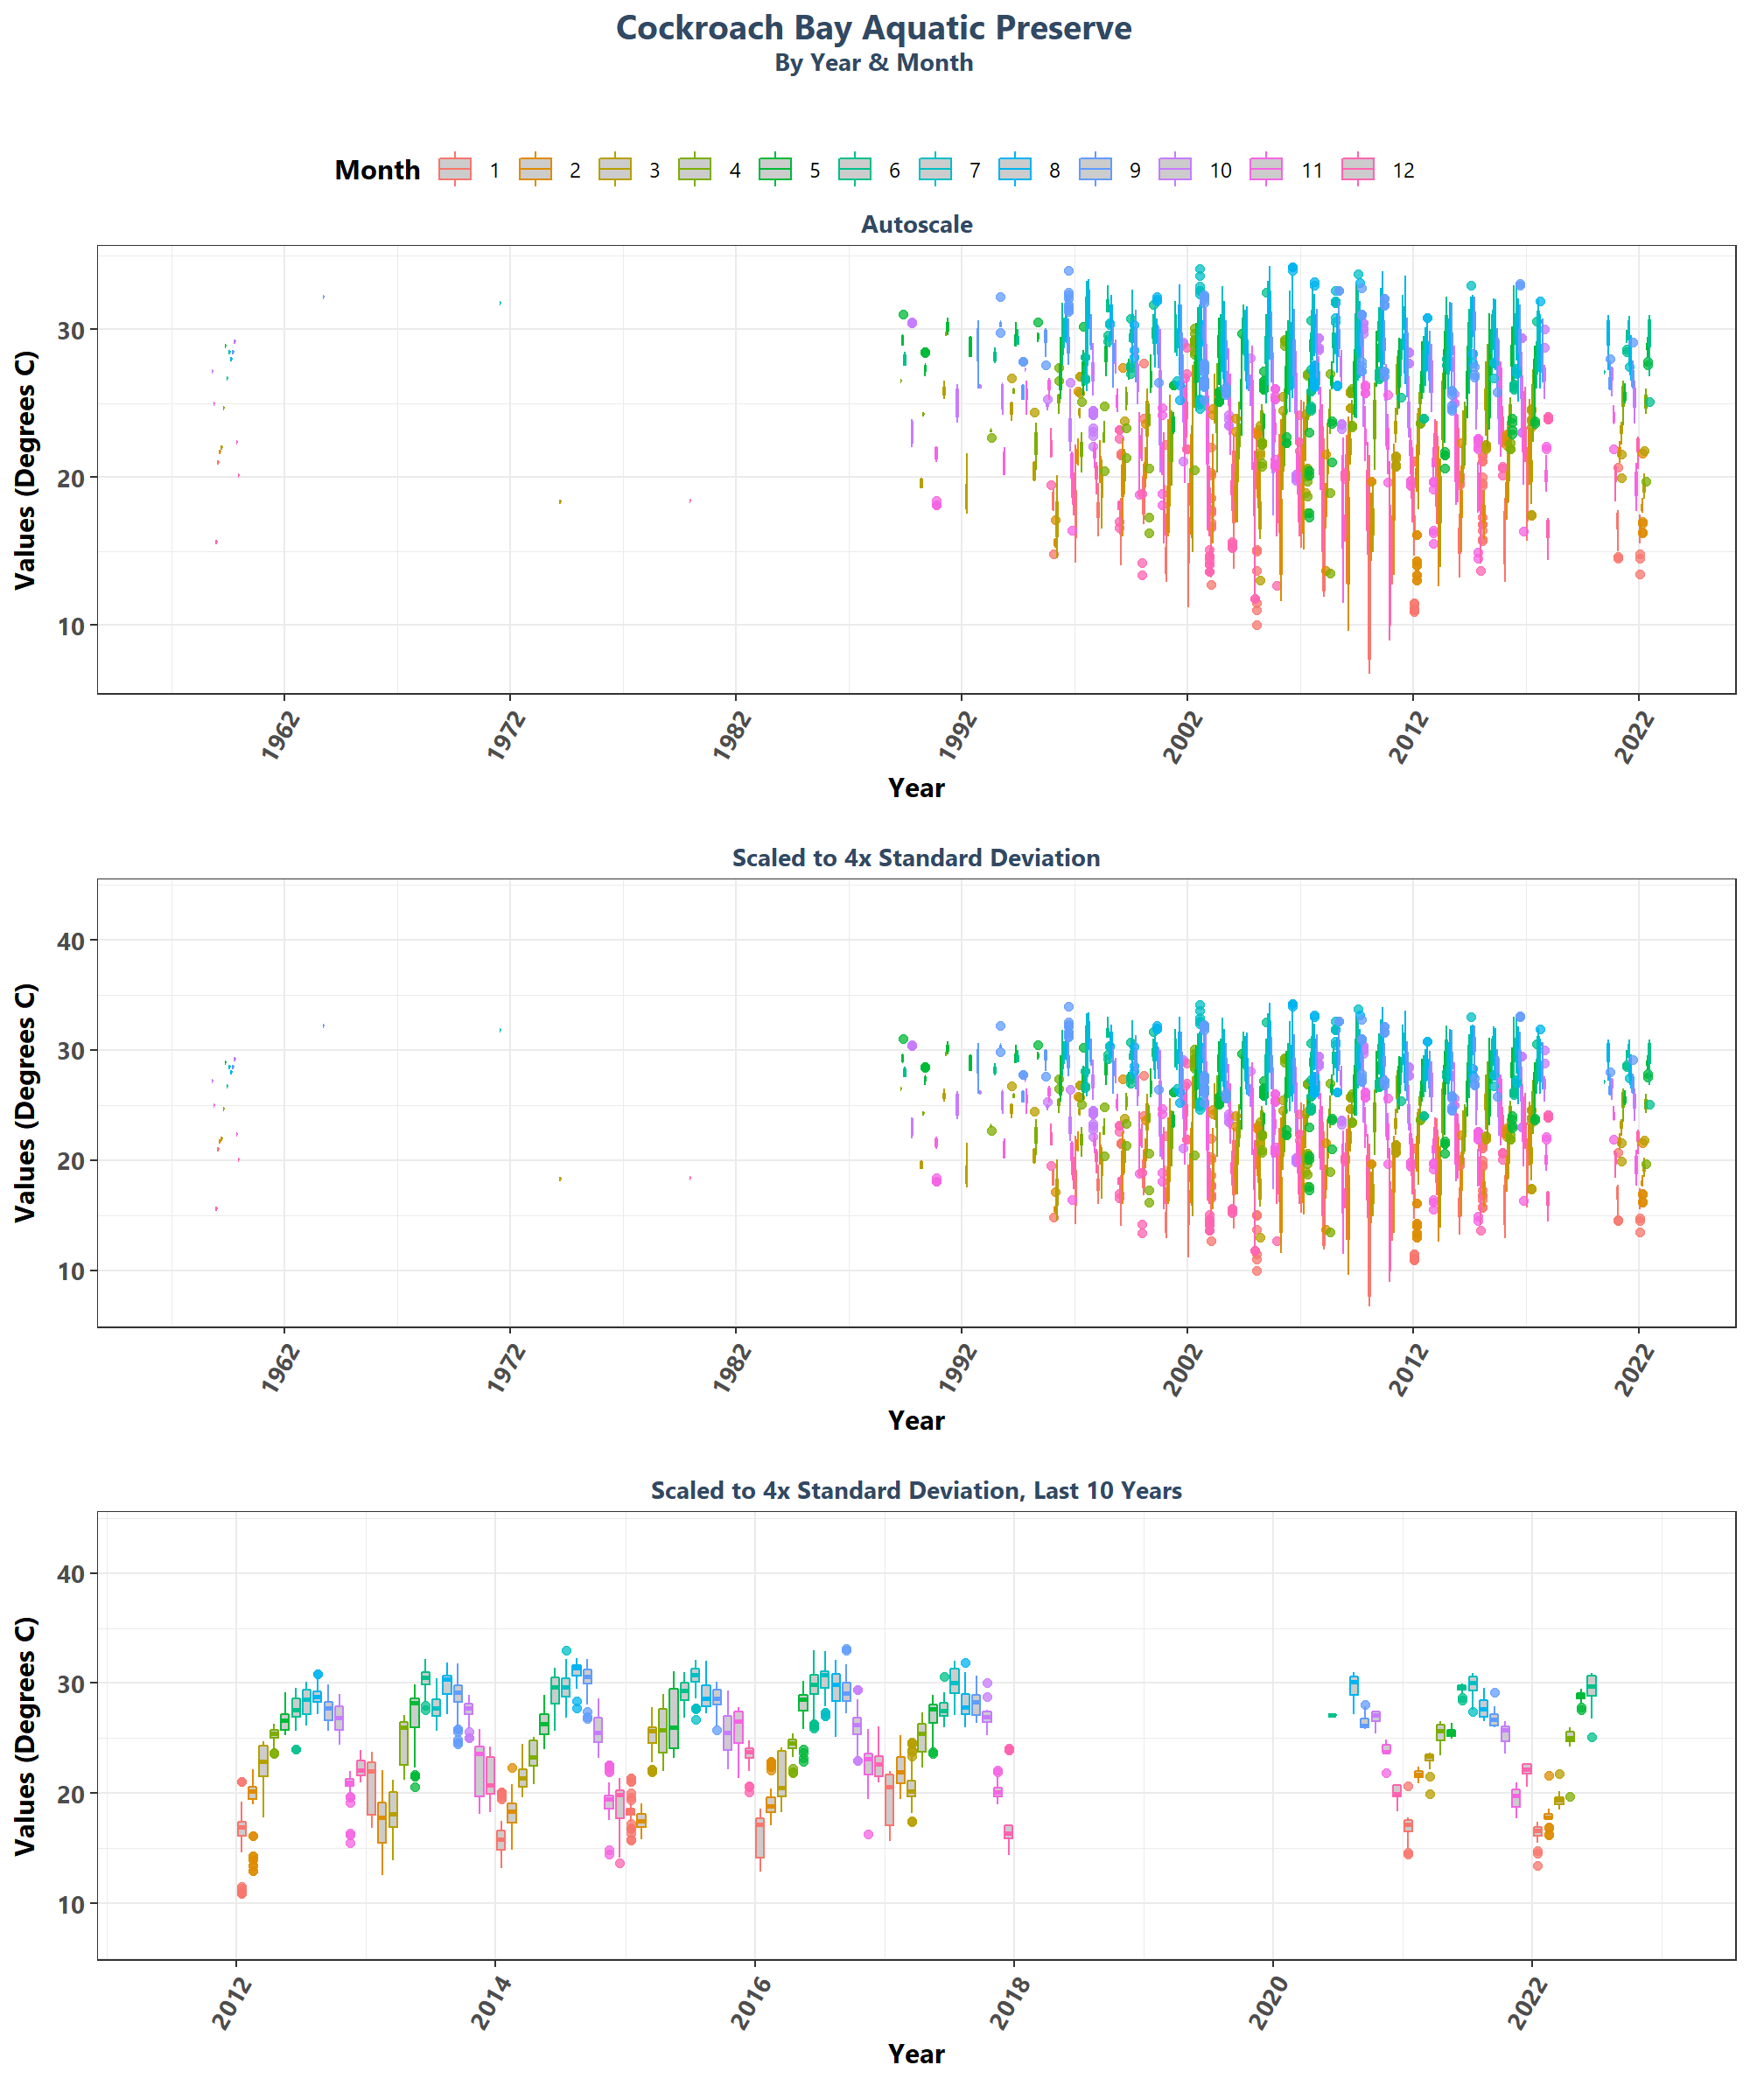 Cockroach Bay Aquatic Preserve
By Year & Month
Month 1 2 3 4 5 6 7 8 9 10 11 12
Autoscale
Values (Degrees C)
30
20
10
1962 1972 1982 1992 2002 2012 2022
Year
Scaled to 4x Standard Deviation
Values (Degrees C)
40
30
20
10
1962 1972 1982 1992 2002 2012 2022
Year
Scaled to 4x Standard Deviation, Last 10 Years
Values (Degrees C)
40
30
20
10
2012 2014 2016 2018 2020 2022
Year